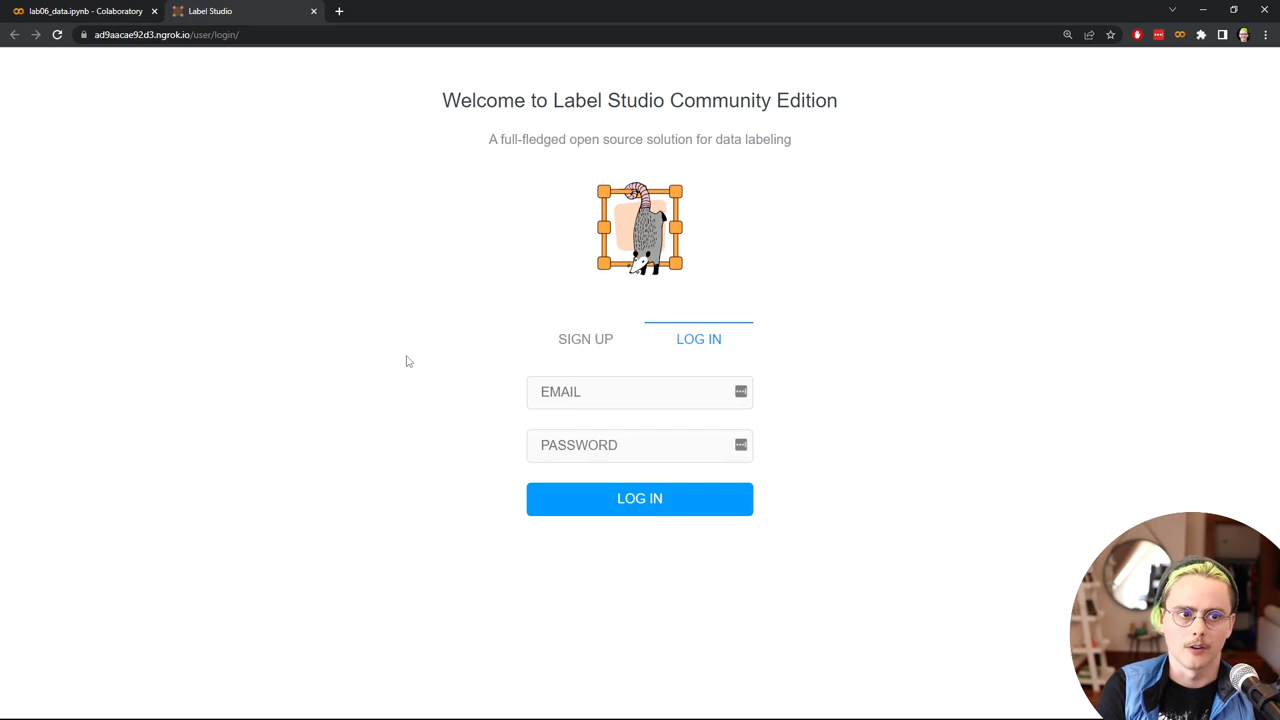 lab06_data.ipynb - Colaboratory
Label Studio
ad9aacae92d3.ngrok.io/user/login/
Welcome to Label Studio Community Edition
A full-fledged open source solution for data labeling
SIGN UP
LOG IN
EMAIL
PASSWORD
LOG IN